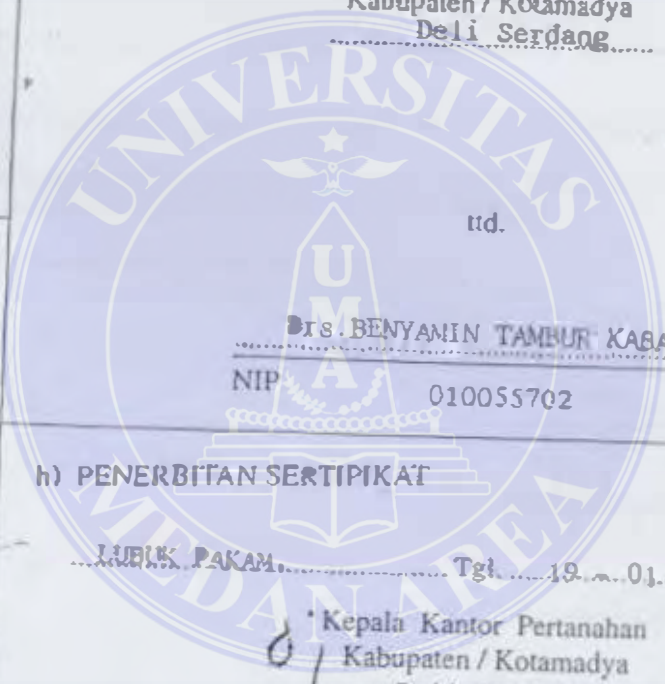 Kabupaten / Kotamadya
Deli Serdang
UNIVERSITAS
ttd.
UMA
Drs. BENYAMIN TAMBUR KABA
NIP 010055702
h) PENERBITAN SERTIPIKAT
LUBUK PAKAM, Tgl. 19 - 01.
MEDAN AREA
Kepala Kantor Pertanahan
Kabupaten / Kotamadya